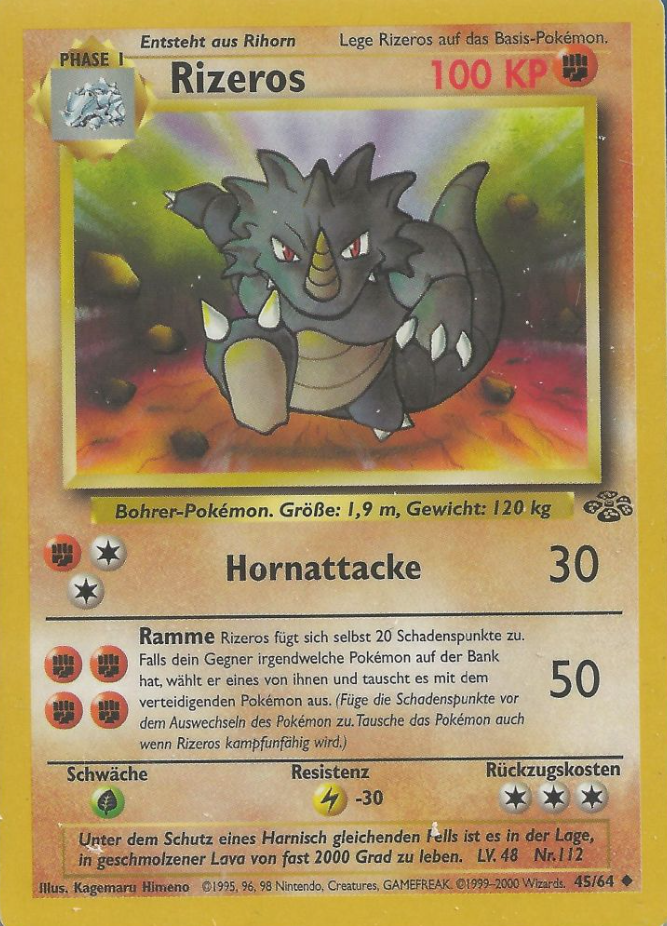 Entsteht aus Rihorn Lege Rizeros auf das Basis-Pokémon.
PHASE 1
Rizeros 100 KP
Bohrer-Pokémon. Größe: 1,9 m, Gewicht: 120 kg
Hornattacke 30
Ramme Rizeros fügt sich selbst 20 Schadenspunkte zu.
Falls dein Gegner irgendwelche Pokémon auf der Bank
hat, wählt er eines von ihnen und tauscht es mit dem
verteidigenden Pokémon aus. (Füge die Schadenspunkte vor
dem Auswechseln des Pokémon zu. Tausche das Pokémon auch
wenn Rizeros kampfunfähig wird.)
50
Schwäche Resistenz Rückzugskosten
-30
Unter dem Schutz eines Harnisch gleichenden Fells ist es in der Lage,
in geschmolzener Lava von fast 2000 Grad zu leben. LV. 48 Nr.112
Illus. Kagemaru Himeno ©1995, 96, 98 Nintendo, Creatures, GAMEFREAK. ©1999–2000 Wizards. 45/64